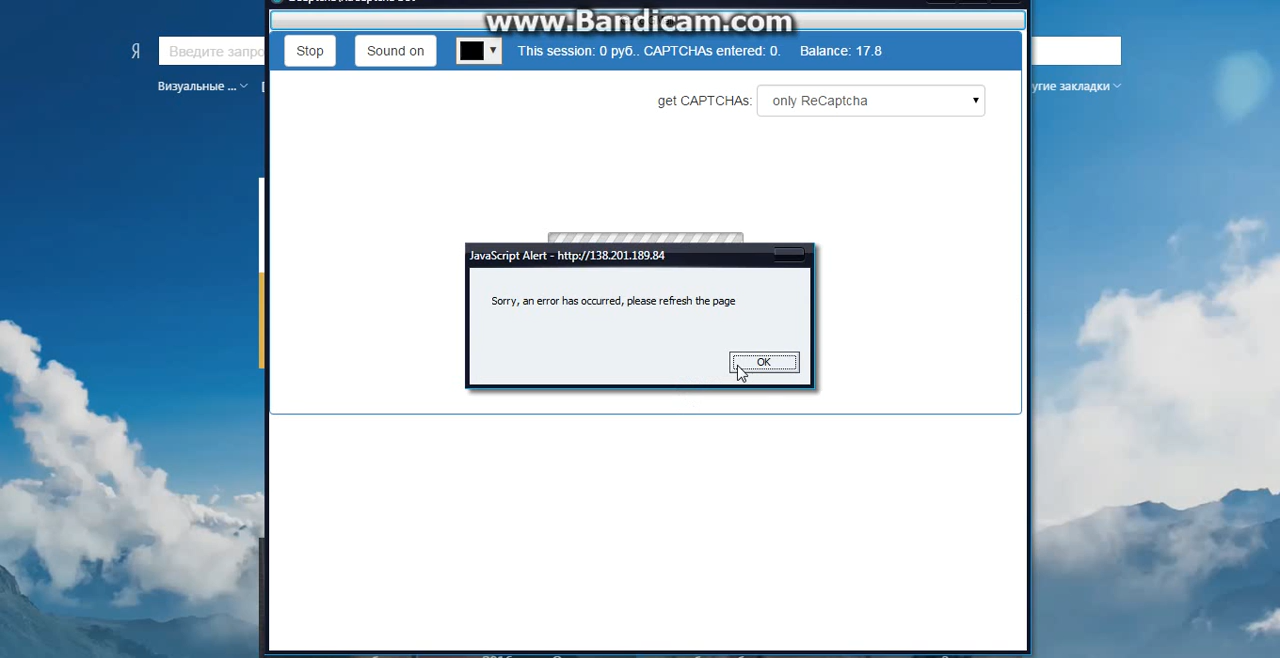 www.Bandicam.com
Я
Введите запро
Stop
Sound on
This session: 0 руб.. CAPTCHAs entered: 0.
Balance: 17.8
Визуальные ...
угие закладки
get CAPTCHAs:
only ReCaptcha
JavaScript Alert - http://138.201.189.84
Sorry, an error has occurred, please refresh the page
OK